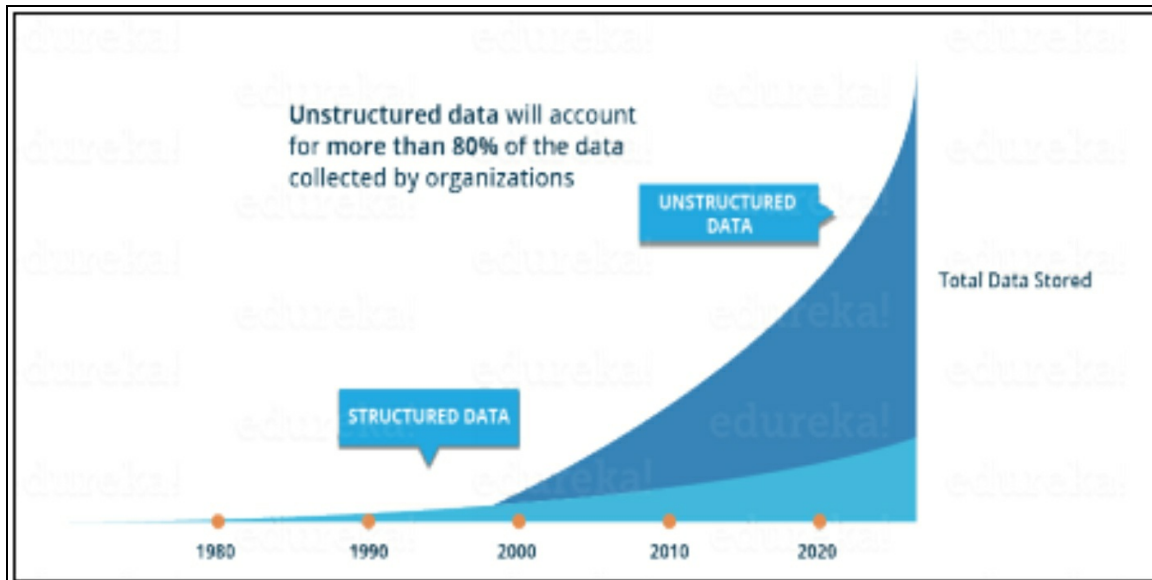 Unstructured data will account
for more than 80% of the data
collected by organizations
UNSTRUCTURED
DATA
Total Data Stored
STRUCTURED DATA
1980 1990 2000 2010 2020
edureka!